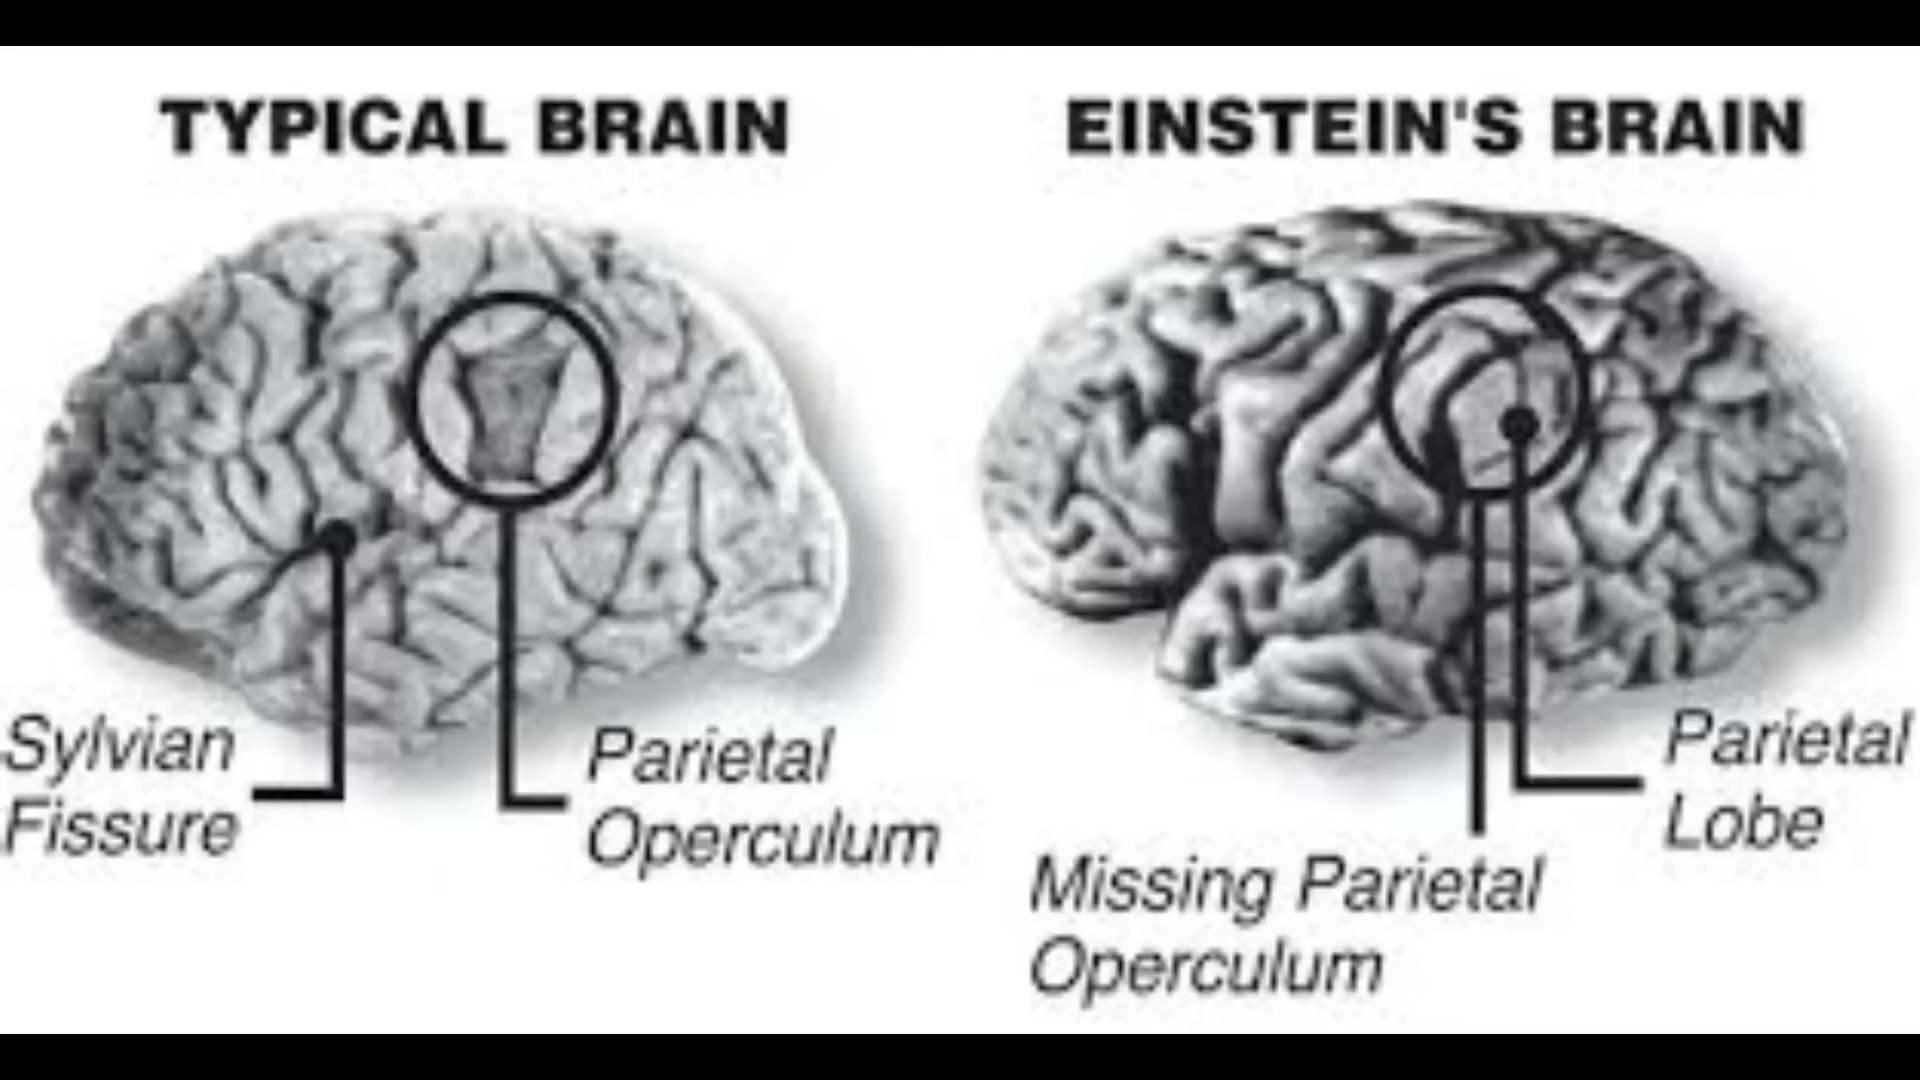 TYPICAL BRAIN
EINSTEIN'S BRAIN
Sylvian
Fissure
Parietal
Operculum
Missing Parietal
Operculum
Parietal
Lobe